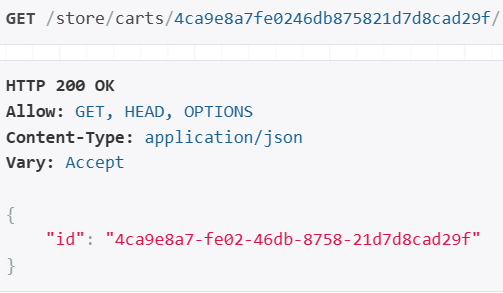 GET /store/carts/4ca9e8a7fe0246db875821d7d8cad29f/
HTTP 200 OK
Allow: GET, HEAD, OPTIONS
Content-Type: application/json
Vary: Accept
{
    "id": "4ca9e8a7-fe02-46db-8758-21d7d8cad29f"
}